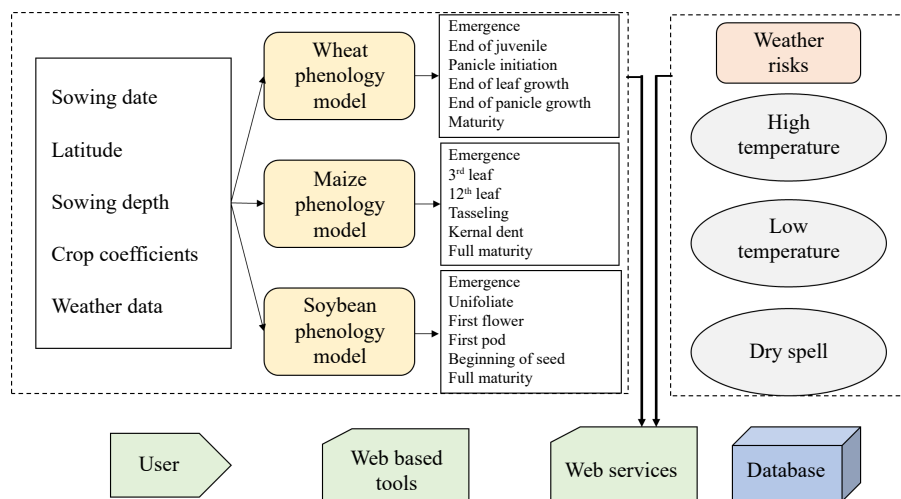 Sowing date
Latitude
Sowing depth
Crop coefficients
Weather data
Wheat
phenology
model
Maize
phenology
model
Soybean
phenology
model
Emergence
End of juvenile
Panicle initiation
End of leaf growth
End of panicle growth
Maturity
Emergence
3rd leaf
12th leaf
Tasseling
Kernal dent
Full maturity
Emergence
Unifoliate
First flower
First pod
Beginning of seed
Full maturity
Weather
risks
High
temperature
Low
temperature
Dry spell
User
Web based
tools
Web services
Database